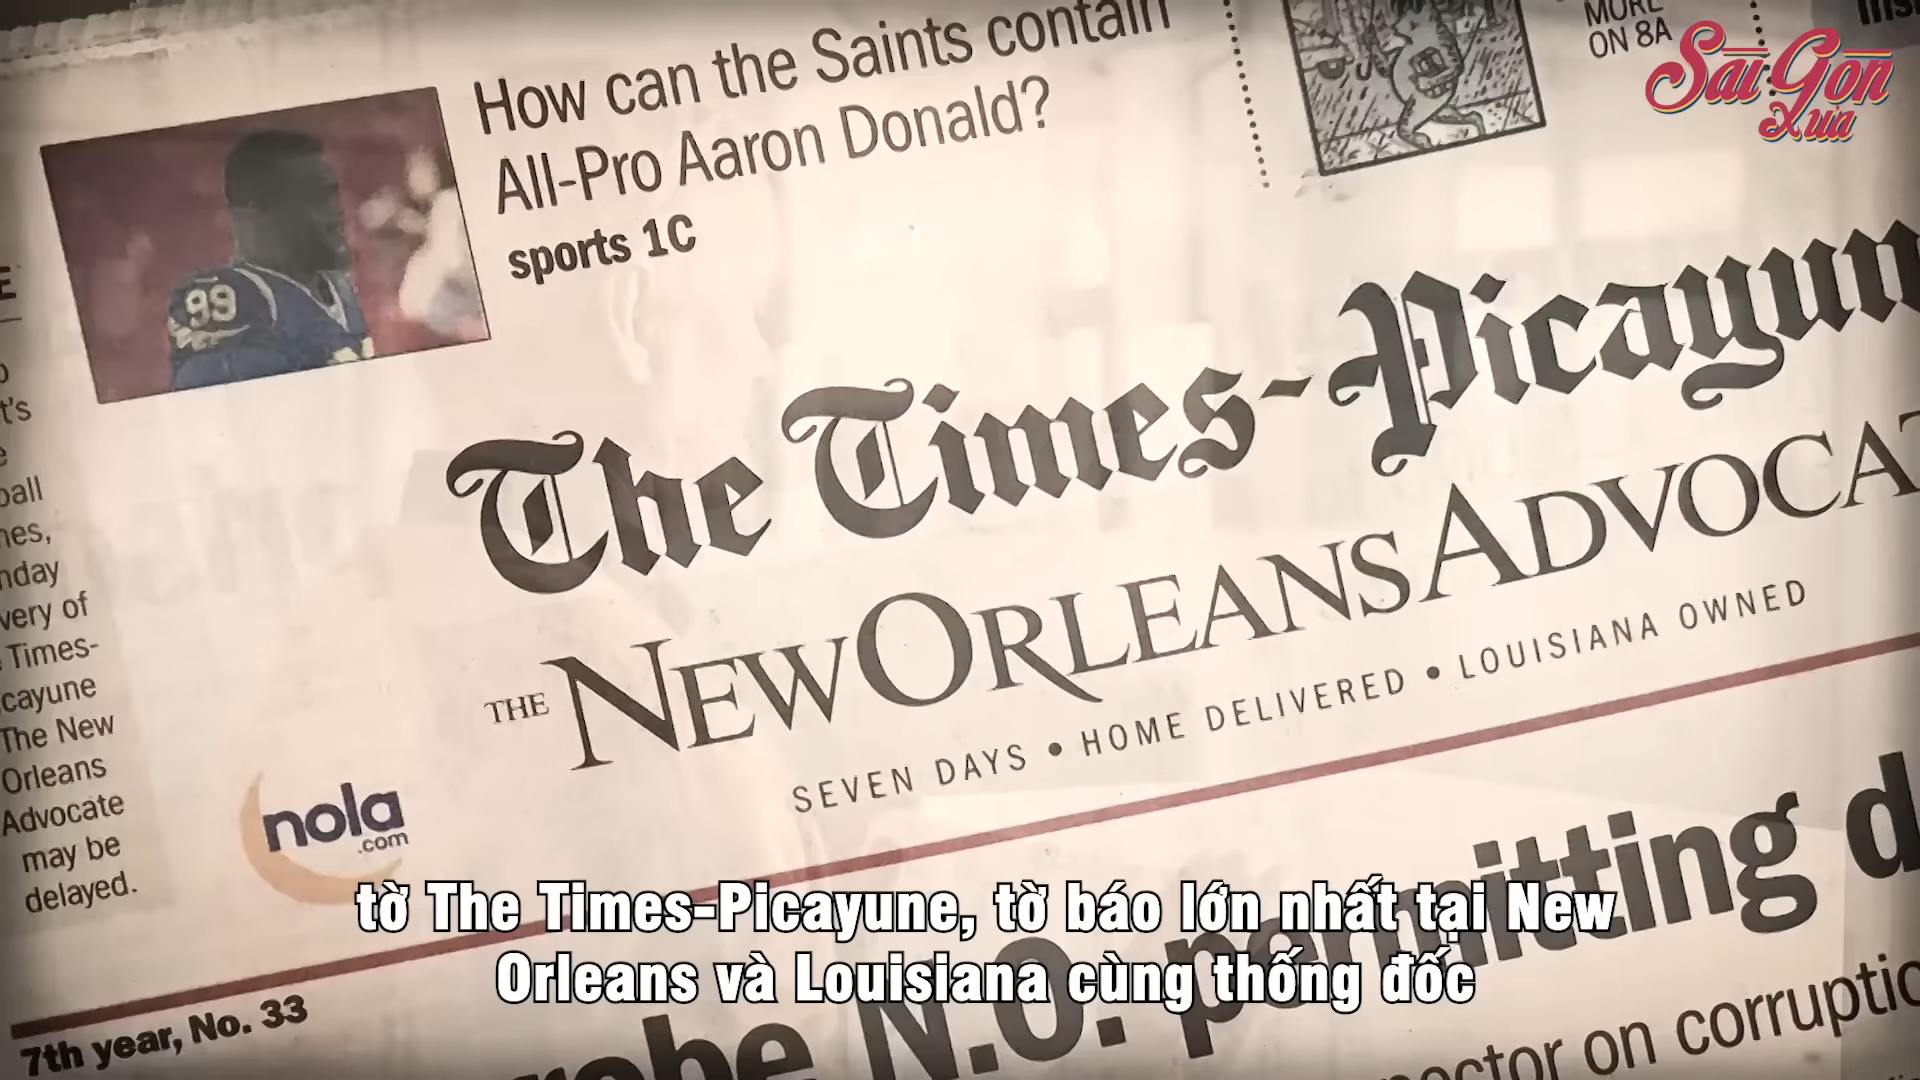 How can the Saints contain
All-Pro Aaron Donald?
sports 1C
MORE
ON 8A
Sài Gòn
Xưa
99
The Times-Picayun
THE NEW ORLEANS ADVOCAT
SEVEN DAYS • HOME DELIVERED • LOUISIANA OWNED
t's
ball
nday
very of
Times-
cayune
The New
Orleans
Advocate
may be
delayed.
nola
.com
tờ The Times-Picayune, tờ báo lớn nhất tại New
Orleans và Louisiana cùng thống đốc
7th year, No. 33
obe N.O. permitting d
ector on corruptio